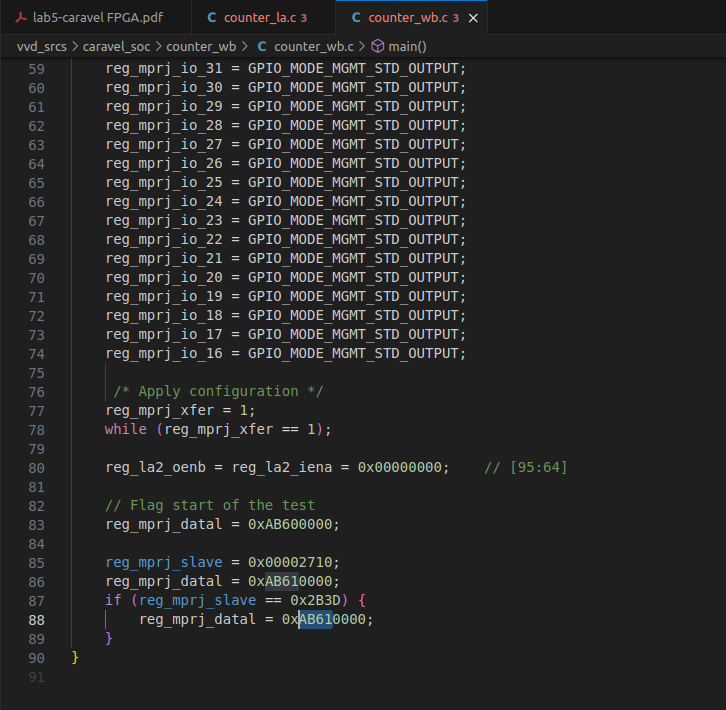 lab5-caravel FPGA.pdf
C counter_la.c 3
C counter_wb.c 3 ×
vvd_srcs > caravel_soc > counter_wb > C counter_wb.c > main()
59 reg_mprj_io_31 = GPIO_MODE_MGMT_STD_OUTPUT;
60 reg_mprj_io_30 = GPIO_MODE_MGMT_STD_OUTPUT;
61 reg_mprj_io_29 = GPIO_MODE_MGMT_STD_OUTPUT;
62 reg_mprj_io_28 = GPIO_MODE_MGMT_STD_OUTPUT;
63 reg_mprj_io_27 = GPIO_MODE_MGMT_STD_OUTPUT;
64 reg_mprj_io_26 = GPIO_MODE_MGMT_STD_OUTPUT;
65 reg_mprj_io_25 = GPIO_MODE_MGMT_STD_OUTPUT;
66 reg_mprj_io_24 = GPIO_MODE_MGMT_STD_OUTPUT;
67 reg_mprj_io_23 = GPIO_MODE_MGMT_STD_OUTPUT;
68 reg_mprj_io_22 = GPIO_MODE_MGMT_STD_OUTPUT;
69 reg_mprj_io_21 = GPIO_MODE_MGMT_STD_OUTPUT;
70 reg_mprj_io_20 = GPIO_MODE_MGMT_STD_OUTPUT;
71 reg_mprj_io_19 = GPIO_MODE_MGMT_STD_OUTPUT;
72 reg_mprj_io_18 = GPIO_MODE_MGMT_STD_OUTPUT;
73 reg_mprj_io_17 = GPIO_MODE_MGMT_STD_OUTPUT;
74 reg_mprj_io_16 = GPIO_MODE_MGMT_STD_OUTPUT;
75
76 /* Apply configuration */
77 reg_mprj_xfer = 1;
78 while (reg_mprj_xfer == 1);
79
80 reg_la2_oenb = reg_la2_iena = 0x00000000; // [95:64]
81
82 // Flag start of the test
83 reg_mprj_datal = 0xAB600000;
84
85 reg_mprj_slave = 0x00002710;
86 reg_mprj_datal = 0xAB610000;
87 if (reg_mprj_slave == 0x2B3D) {
88 reg_mprj_datal = 0xAB610000;
89 }
90 }
91